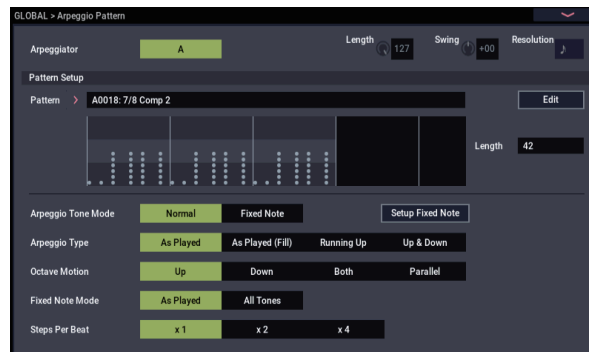 GLOBAL > Arpeggio Pattern
Arpeggiator A Length 127 Swing +00 Resolution ♪
Pattern Setup
Pattern > A0018: 7/8 Comp 2 Edit
Length 42
Arpeggio Tone Mode Normal Fixed Note Setup Fixed Note
Arpeggio Type As Played As Played (Fill) Running Up Up & Down
Octave Motion Up Down Both Parallel
Fixed Note Mode As Played All Tones
Steps Per Beat x 1 x 2 x 4